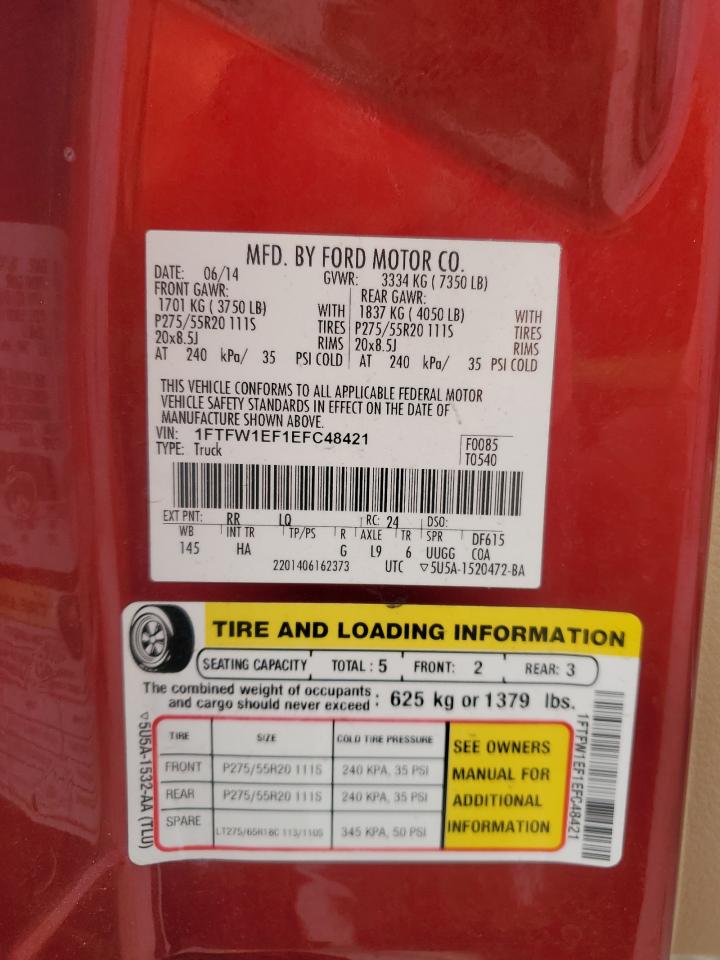 MFD. BY FORD MOTOR CO.
DATE: 06/14 GVWR: 3334 KG ( 7350 LB)
FRONT GAWR: REAR GAWR:
1701 KG ( 3750 LB) WITH 1837 KG ( 4050 LB) WITH
P275/55R20 111S TIRES P275/55R20 111S TIRES
20x8.5J RIMS 20x8.5J RIMS
AT 240 kPa/ 35 PSI COLD AT 240 kPa/ 35 PSI COLD
THIS VEHICLE CONFORMS TO ALL APPLICABLE FEDERAL MOTOR
VEHICLE SAFETY STANDARDS IN EFFECT ON THE DATE OF
MANUFACTURE SHOWN ABOVE.
VIN: 1FTFW1EF1EFC48421
TYPE: Truck
F0085
T0540
EXT PNT: RR LQ RC: 24 DSO:
WB INT TR TP/PS R AXLE TR SPR DF615
145 HA G L9 6 UUGG COA
2201406162373 UTC ▽5U5A-1520472-BA
TIRE AND LOADING INFORMATION
SEATING CAPACITY TOTAL : 5 FRONT: 2 REAR: 3
The combined weight of occupants
and cargo should never exceed : 625 kg or 1379 lbs.
TIRE SIZE COLD TIRE PRESSURE
FRONT P275/55R20 111S 240 KPA, 35 PSI
REAR P275/55R20 111S 240 KPA, 35 PSI
SPARE LT275/65R18C 113/110S 345 KPA, 50 PSI
SEE OWNERS
MANUAL FOR
ADDITIONAL
INFORMATION
▽5U5A-1532-AA (TLU)
1FTFW1EF1EFC48421